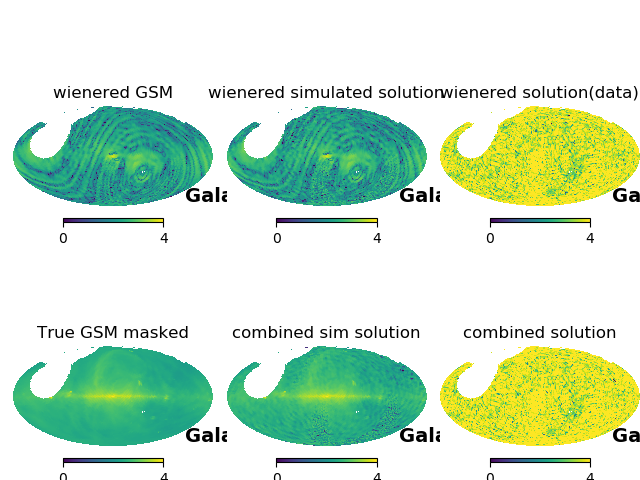 wienered GSM
wienered simulated solution
wienered solution(data)
Gala
Gala
Ga
0 4
0 4
0 4
True GSM masked
combined sim solution
combined solution
Gala
Gala
Ga
0 4
0 4
0 4